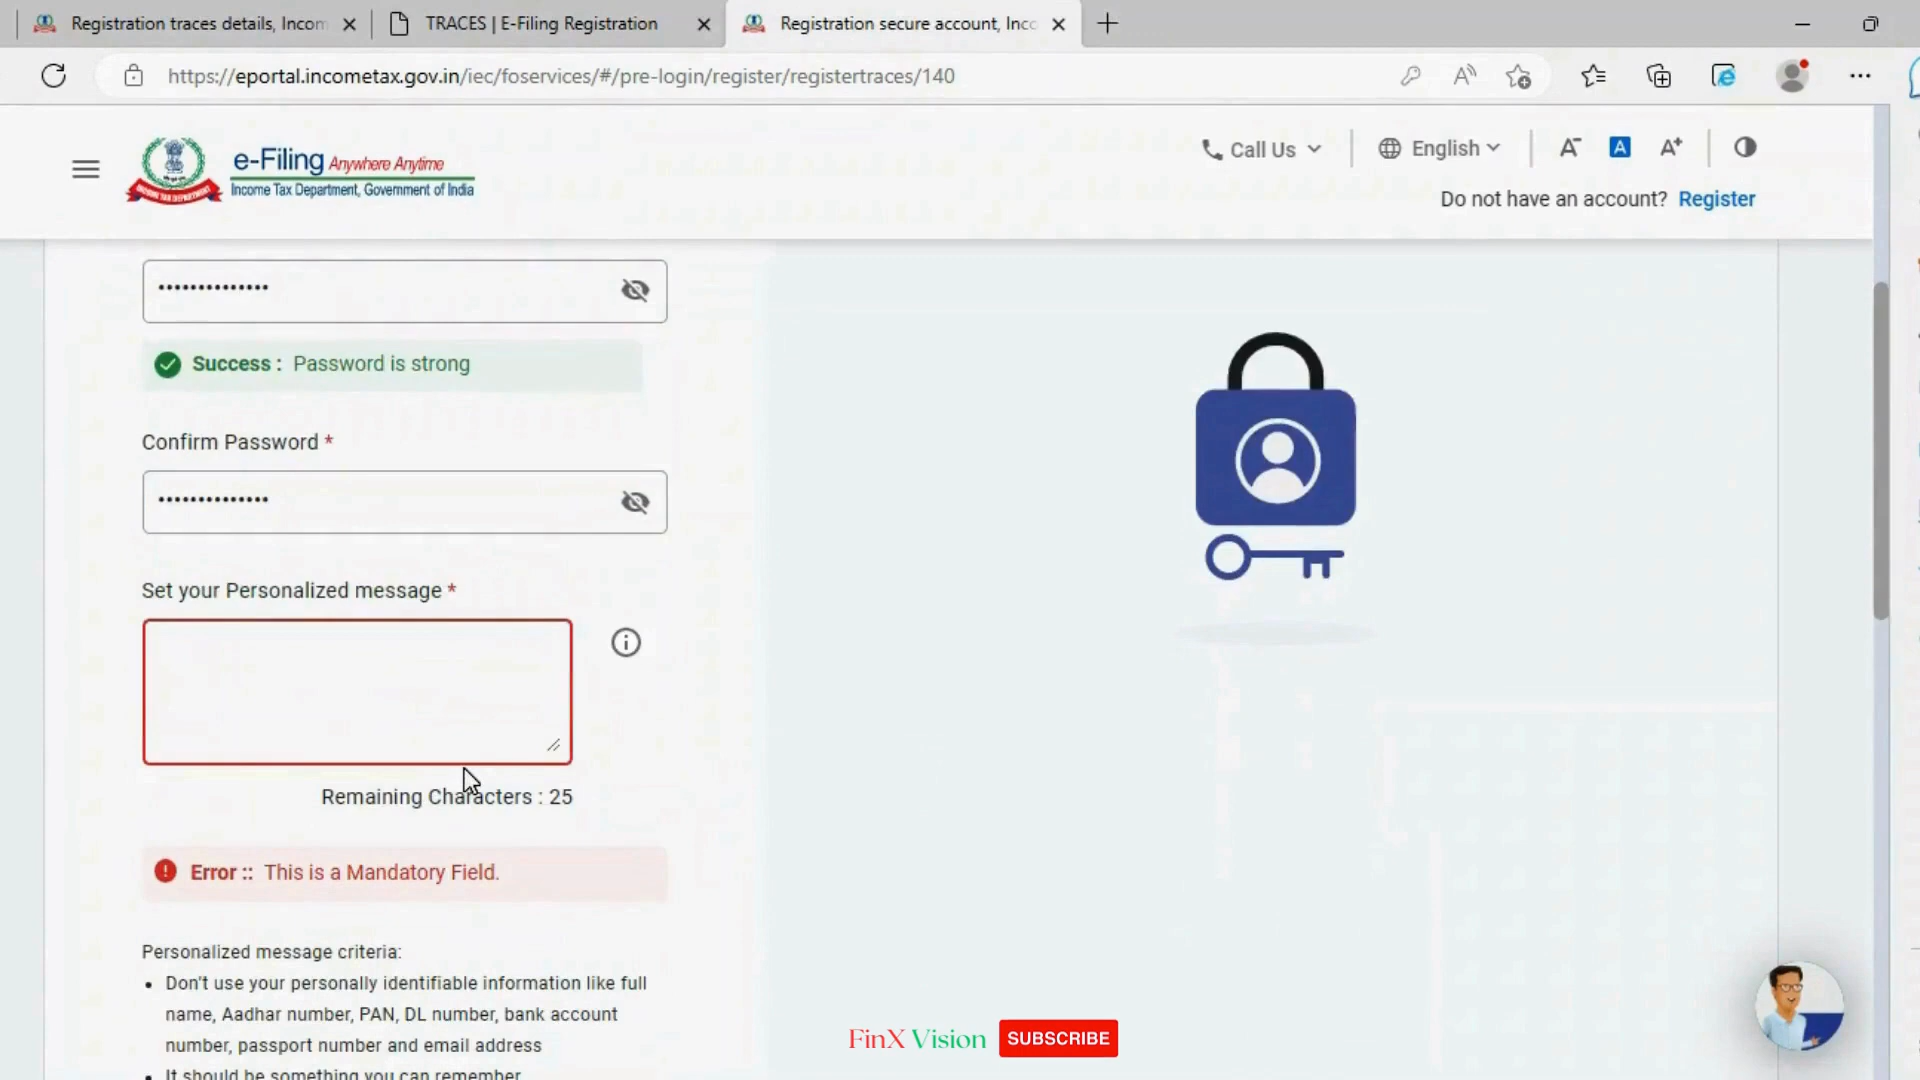 Registration traces details, Incom
TRACES | E-Filing Registration
Registration secure account, Inc
https://eportal.incometax.gov.in/iec/foservices/#/pre-login/register/registertraces/140
e-Filing Anywhere Anytime
Income Tax Department, Government of India
INCOME TAX DEPARTMENT
Call Us
English
A-
A
A+
Do not have an account? Register
••••••••••••••
Success : Password is strong
Confirm Password *
••••••••••••••
Set your Personalized message *
Remaining Characters : 25
Error :: This is a Mandatory Field.
Personalized message criteria:
• Don't use your personally identifiable information like full
name, Aadhar number, PAN, DL number, bank account
number, passport number and email address
• It should be something you can remember
FinX Vision SUBSCRIBE